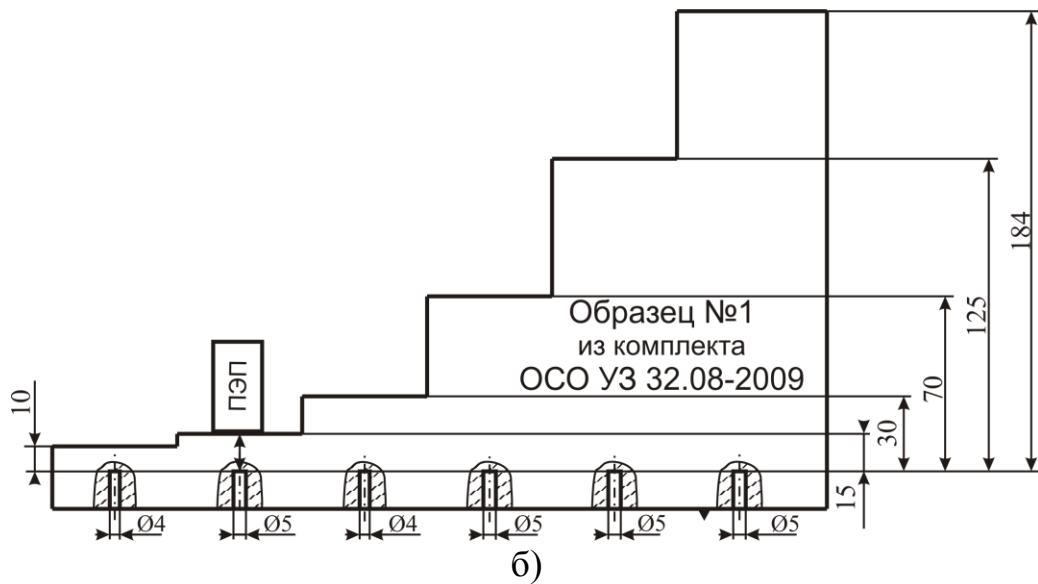 184
125
Образец №1
из комплекта
ОСО УЗ 32.08-2009
ПЭП
10
70
30
15
Ø4 Ø5 Ø4 Ø5 Ø5 Ø5
б)